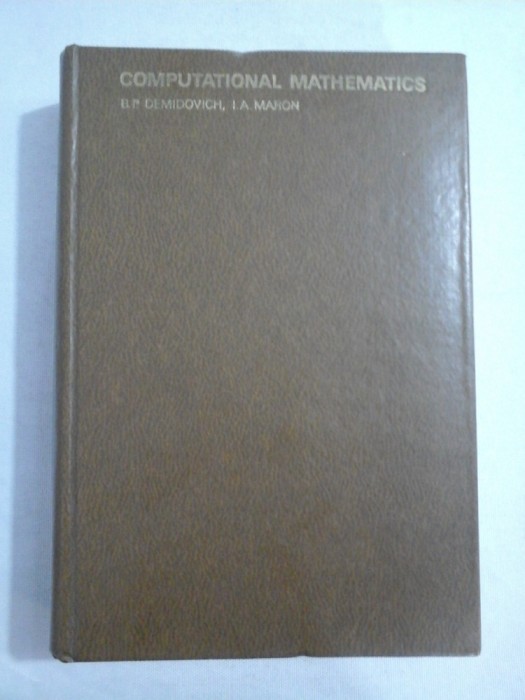 COMPUTATIONAL MATHEMATICS
B.P. DEMIDOVICH, I.A. MARON